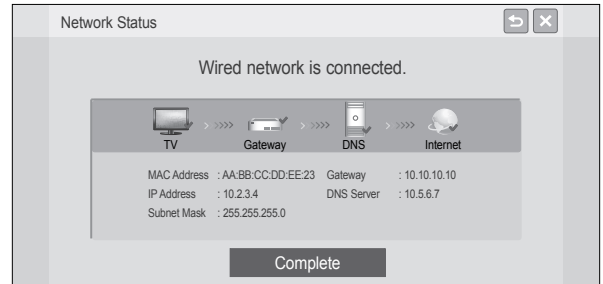 Network Status
Wired network is connected.
TV Gateway DNS Internet
MAC Address : AA:BB:CC:DD:EE:23 Gateway : 10.10.10.10
IP Address : 10.2.3.4 DNS Server : 10.5.6.7
Subnet Mask : 255.255.255.0
Complete